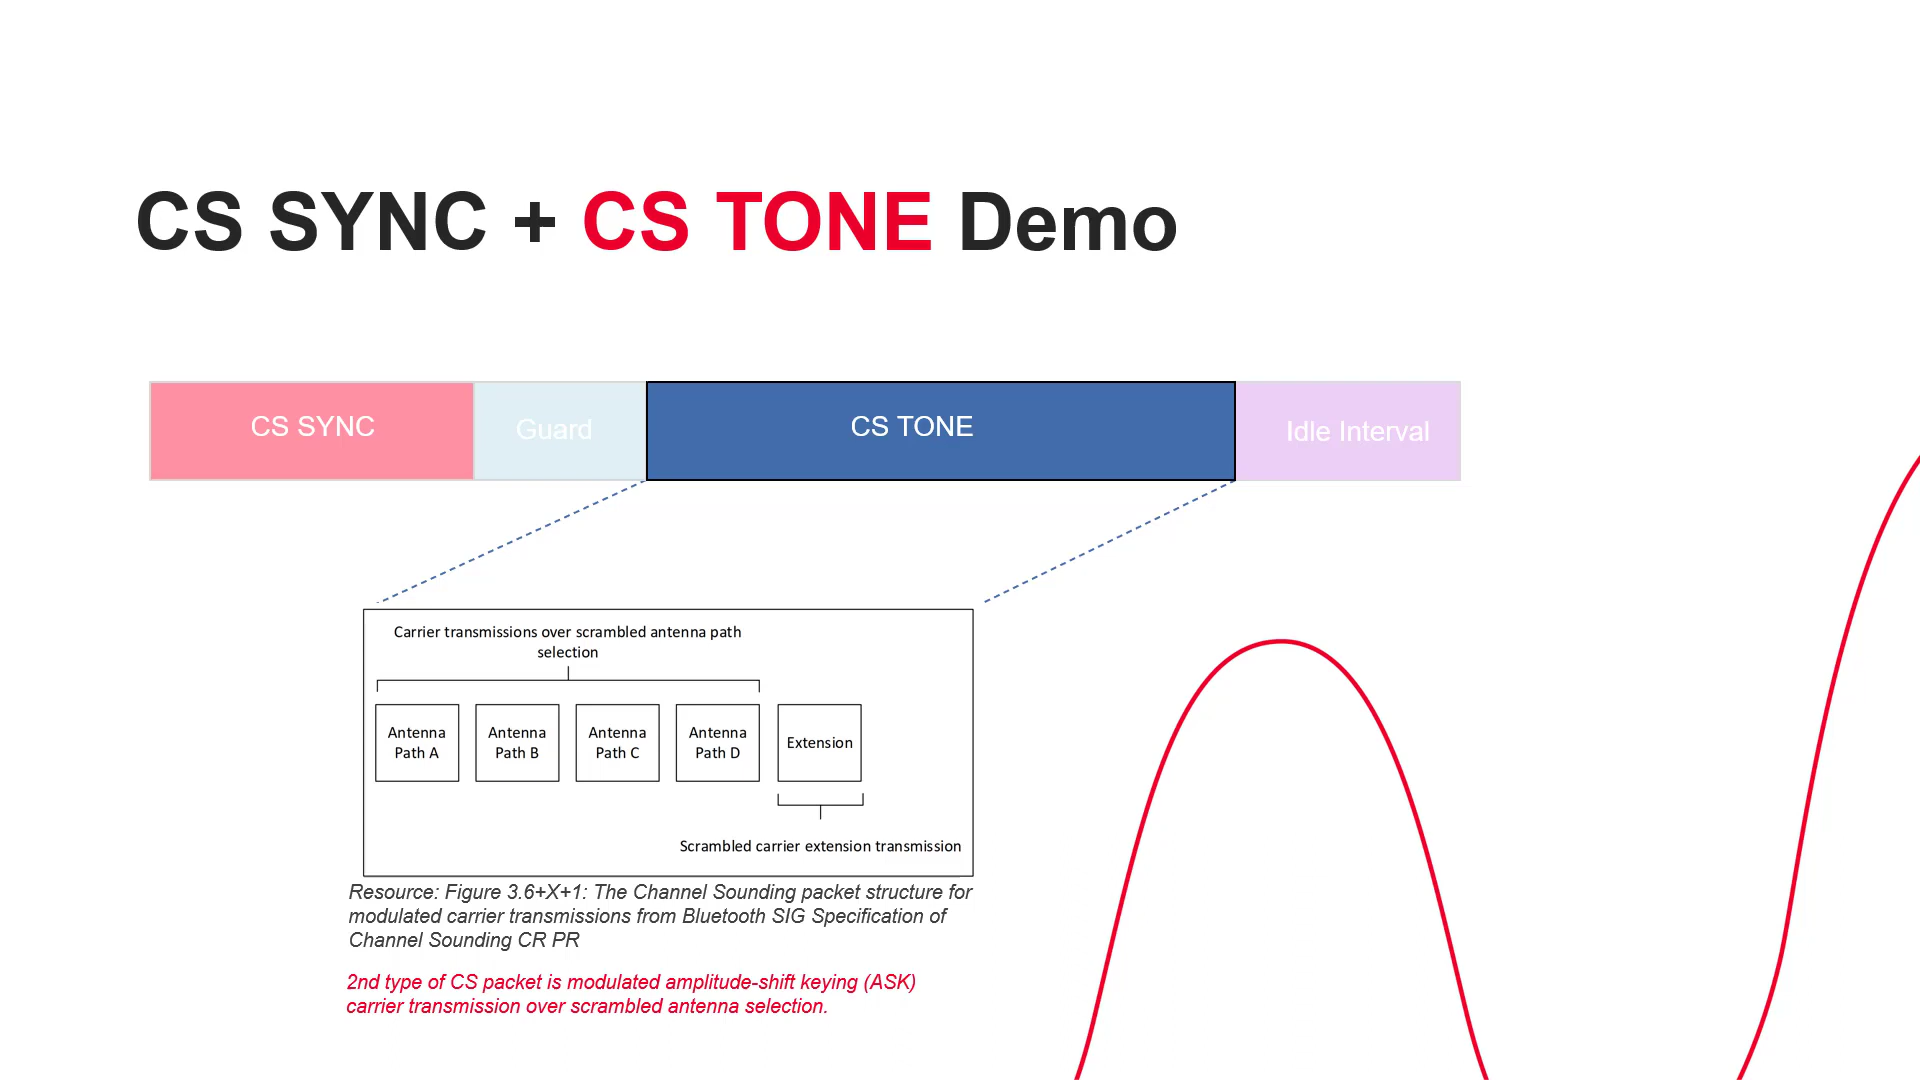 CS SYNC + CS TONE Demo
CS SYNC
Guard
CS TONE
Idle Interval
Carrier transmissions over scrambled antenna path
selection
Antenna
Path A
Antenna
Path B
Antenna
Path C
Antenna
Path D
Extension
Scrambled carrier extension transmission
Resource: Figure 3.6+X+1: The Channel Sounding packet structure for
modulated carrier transmissions from Bluetooth SIG Specification of
Channel Sounding CR PR
2nd type of CS packet is modulated amplitude-shift keying (ASK)
carrier transmission over scrambled antenna selection.